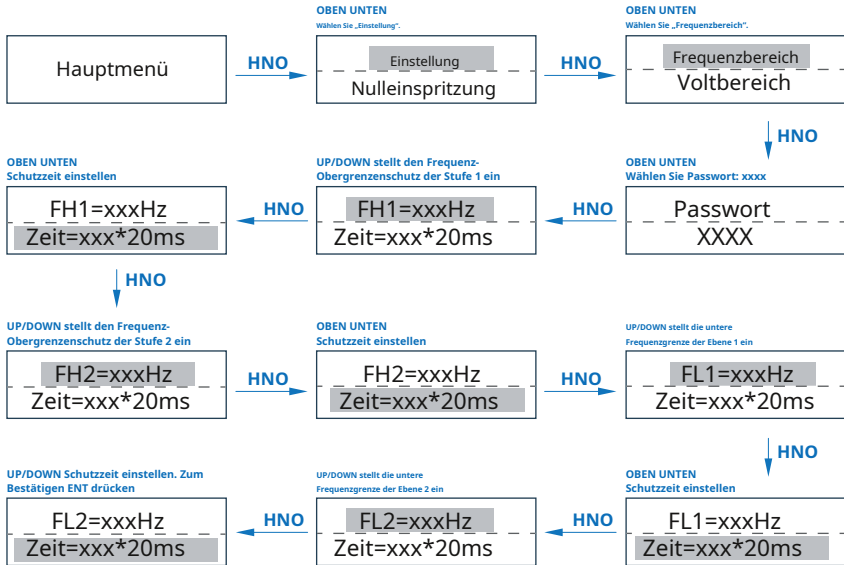 OBEN UNTEN
Wählen Sie „Einstellung“.
OBEN UNTEN
Wählen Sie „Frequenzbereich“.
Hauptmenü
HNO
Einstellung
Nulleinspritzung
HNO
Frequenzbereich
Voltbereich
HNO
OBEN UNTEN
Schutzzeit einstellen
UP/DOWN stellt den Frequenz-
Obergrenzenschutz der Stufe 1 ein
OBEN UNTEN
Wählen Sie Passwort: xxxx
FH1=xxxHz
Zeit=xxx*20ms
HNO
FH1=xxxHz
Zeit=xxx*20ms
HNO
Passwort
XXXX
HNO
UP/DOWN stellt den Frequenz-
Obergrenzenschutz der Stufe 2 ein
OBEN UNTEN
Schutzzeit einstellen
UP/DOWN stellt die untere
Frequenzgrenze der Ebene 1 ein
FH2=xxxHz
Zeit=xxx*20ms
HNO
FH2=xxxHz
Zeit=xxx*20ms
HNO
FL1=xxxHz
Zeit=xxx*20ms
HNO
UP/DOWN Schutzzeit einstellen. Zum
Bestätigen ENT drücken
UP/DOWN stellt die untere
Frequenzgrenze der Ebene 2 ein
OBEN UNTEN
Schutzzeit einstellen
FL2=xxxHz
Zeit=xxx*20ms
HNO
FL2=xxxHz
Zeit=xxx*20ms
HNO
FL1=xxxHz
Zeit=xxx*20ms